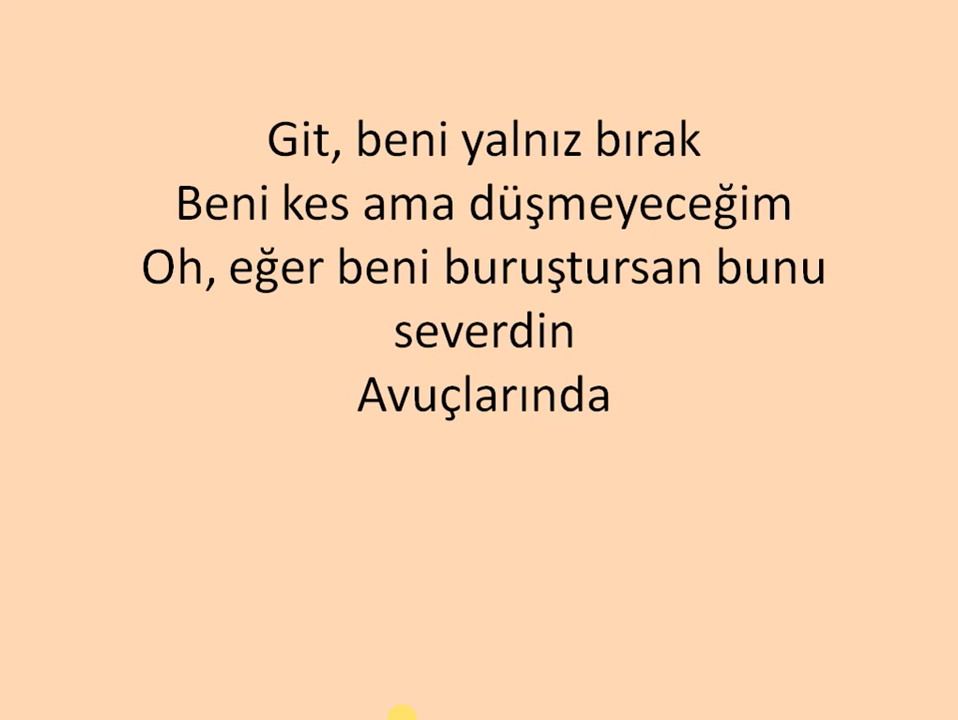 Git, beni yalnız bırak
Beni kes ama düşmeyeceğim
Oh, eğer beni buruştursan bunu
severdin
Avuçlarında